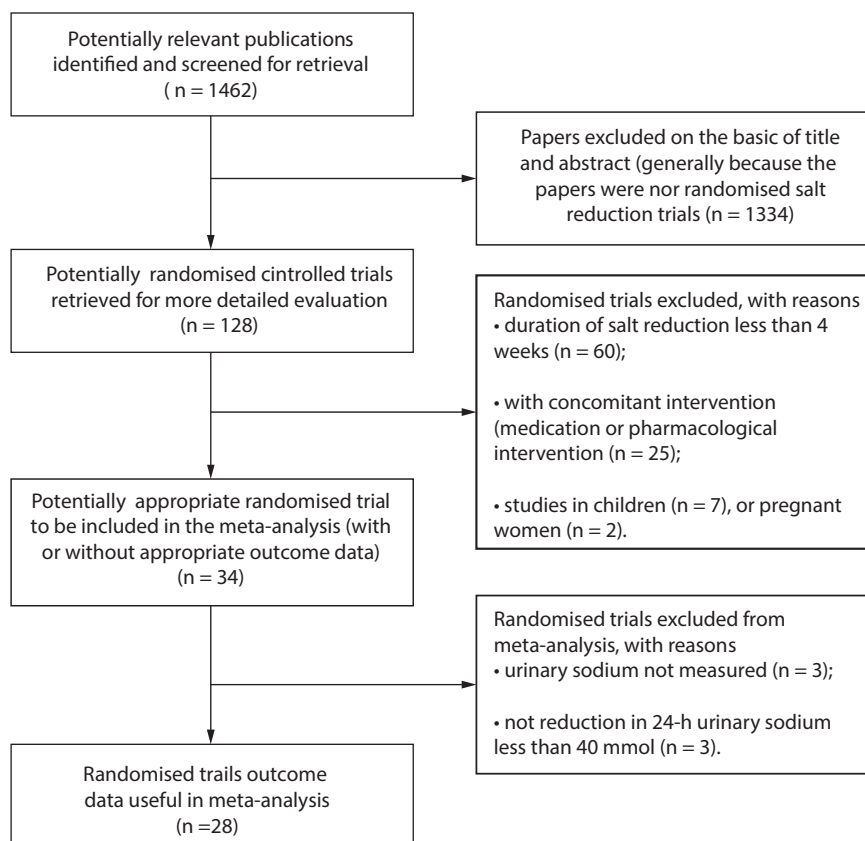 Potentially relevant publications
identified and screened for retrieval
( n = 1462)
Papers excluded on the basic of title
and abstract (generally because the
papers were nor randomised salt
reduction trials (n = 1334)
Potentially randomised cintrolled trials
retrieved for more detailed evaluation
(n = 128)
Randomised trials excluded, with reasons
• duration of salt reduction less than 4
weeks (n = 60);
• with concomitant intervention
(medication or pharmacological
intervention (n = 25);
• studies in children (n = 7), or pregnant
women (n = 2).
Potentially appropriate randomised trial
to be included in the meta-analysis (with
or without appropriate outcome data)
(n = 34)
Randomised trials excluded from
meta-analysis, with reasons
• urinary sodium not measured (n = 3);
• not reduction in 24-h urinary sodium
less than 40 mmol (n = 3).
Randomised trails outcome
data useful in meta-analysis
(n =28)